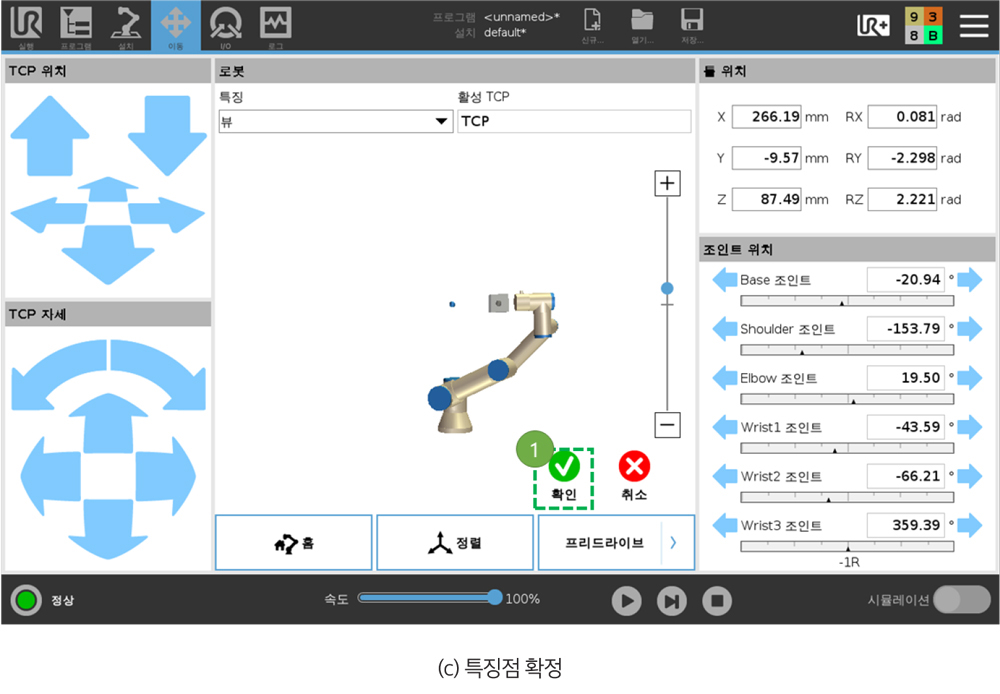 UR
실행
프로그램
설치
이동
I/O
로그
프로그램 <unnamed>*
설치 default*
신규...
열기...
저장...
UR+
9 3
8 B
TCP 위치
로봇
툴 위치
특징
활성 TCP
뷰
TCP
X 266.19 mm RX 0.081 rad
Y -9.57 mm RY -2.298 rad
Z 87.49 mm RZ 2.221 rad
조인트 위치
Base 조인트 -20.94 °
Shoulder 조인트 -153.79 °
Elbow 조인트 19.50 °
Wrist1 조인트 -43.59 °
Wrist2 조인트 -66.21 °
Wrist3 조인트 359.39 °
-1R
TCP 자세
1
확인
취소
홈
정렬
프리드라이브
정상
속도
100%
시뮬레이션
(c) 특징점 확정